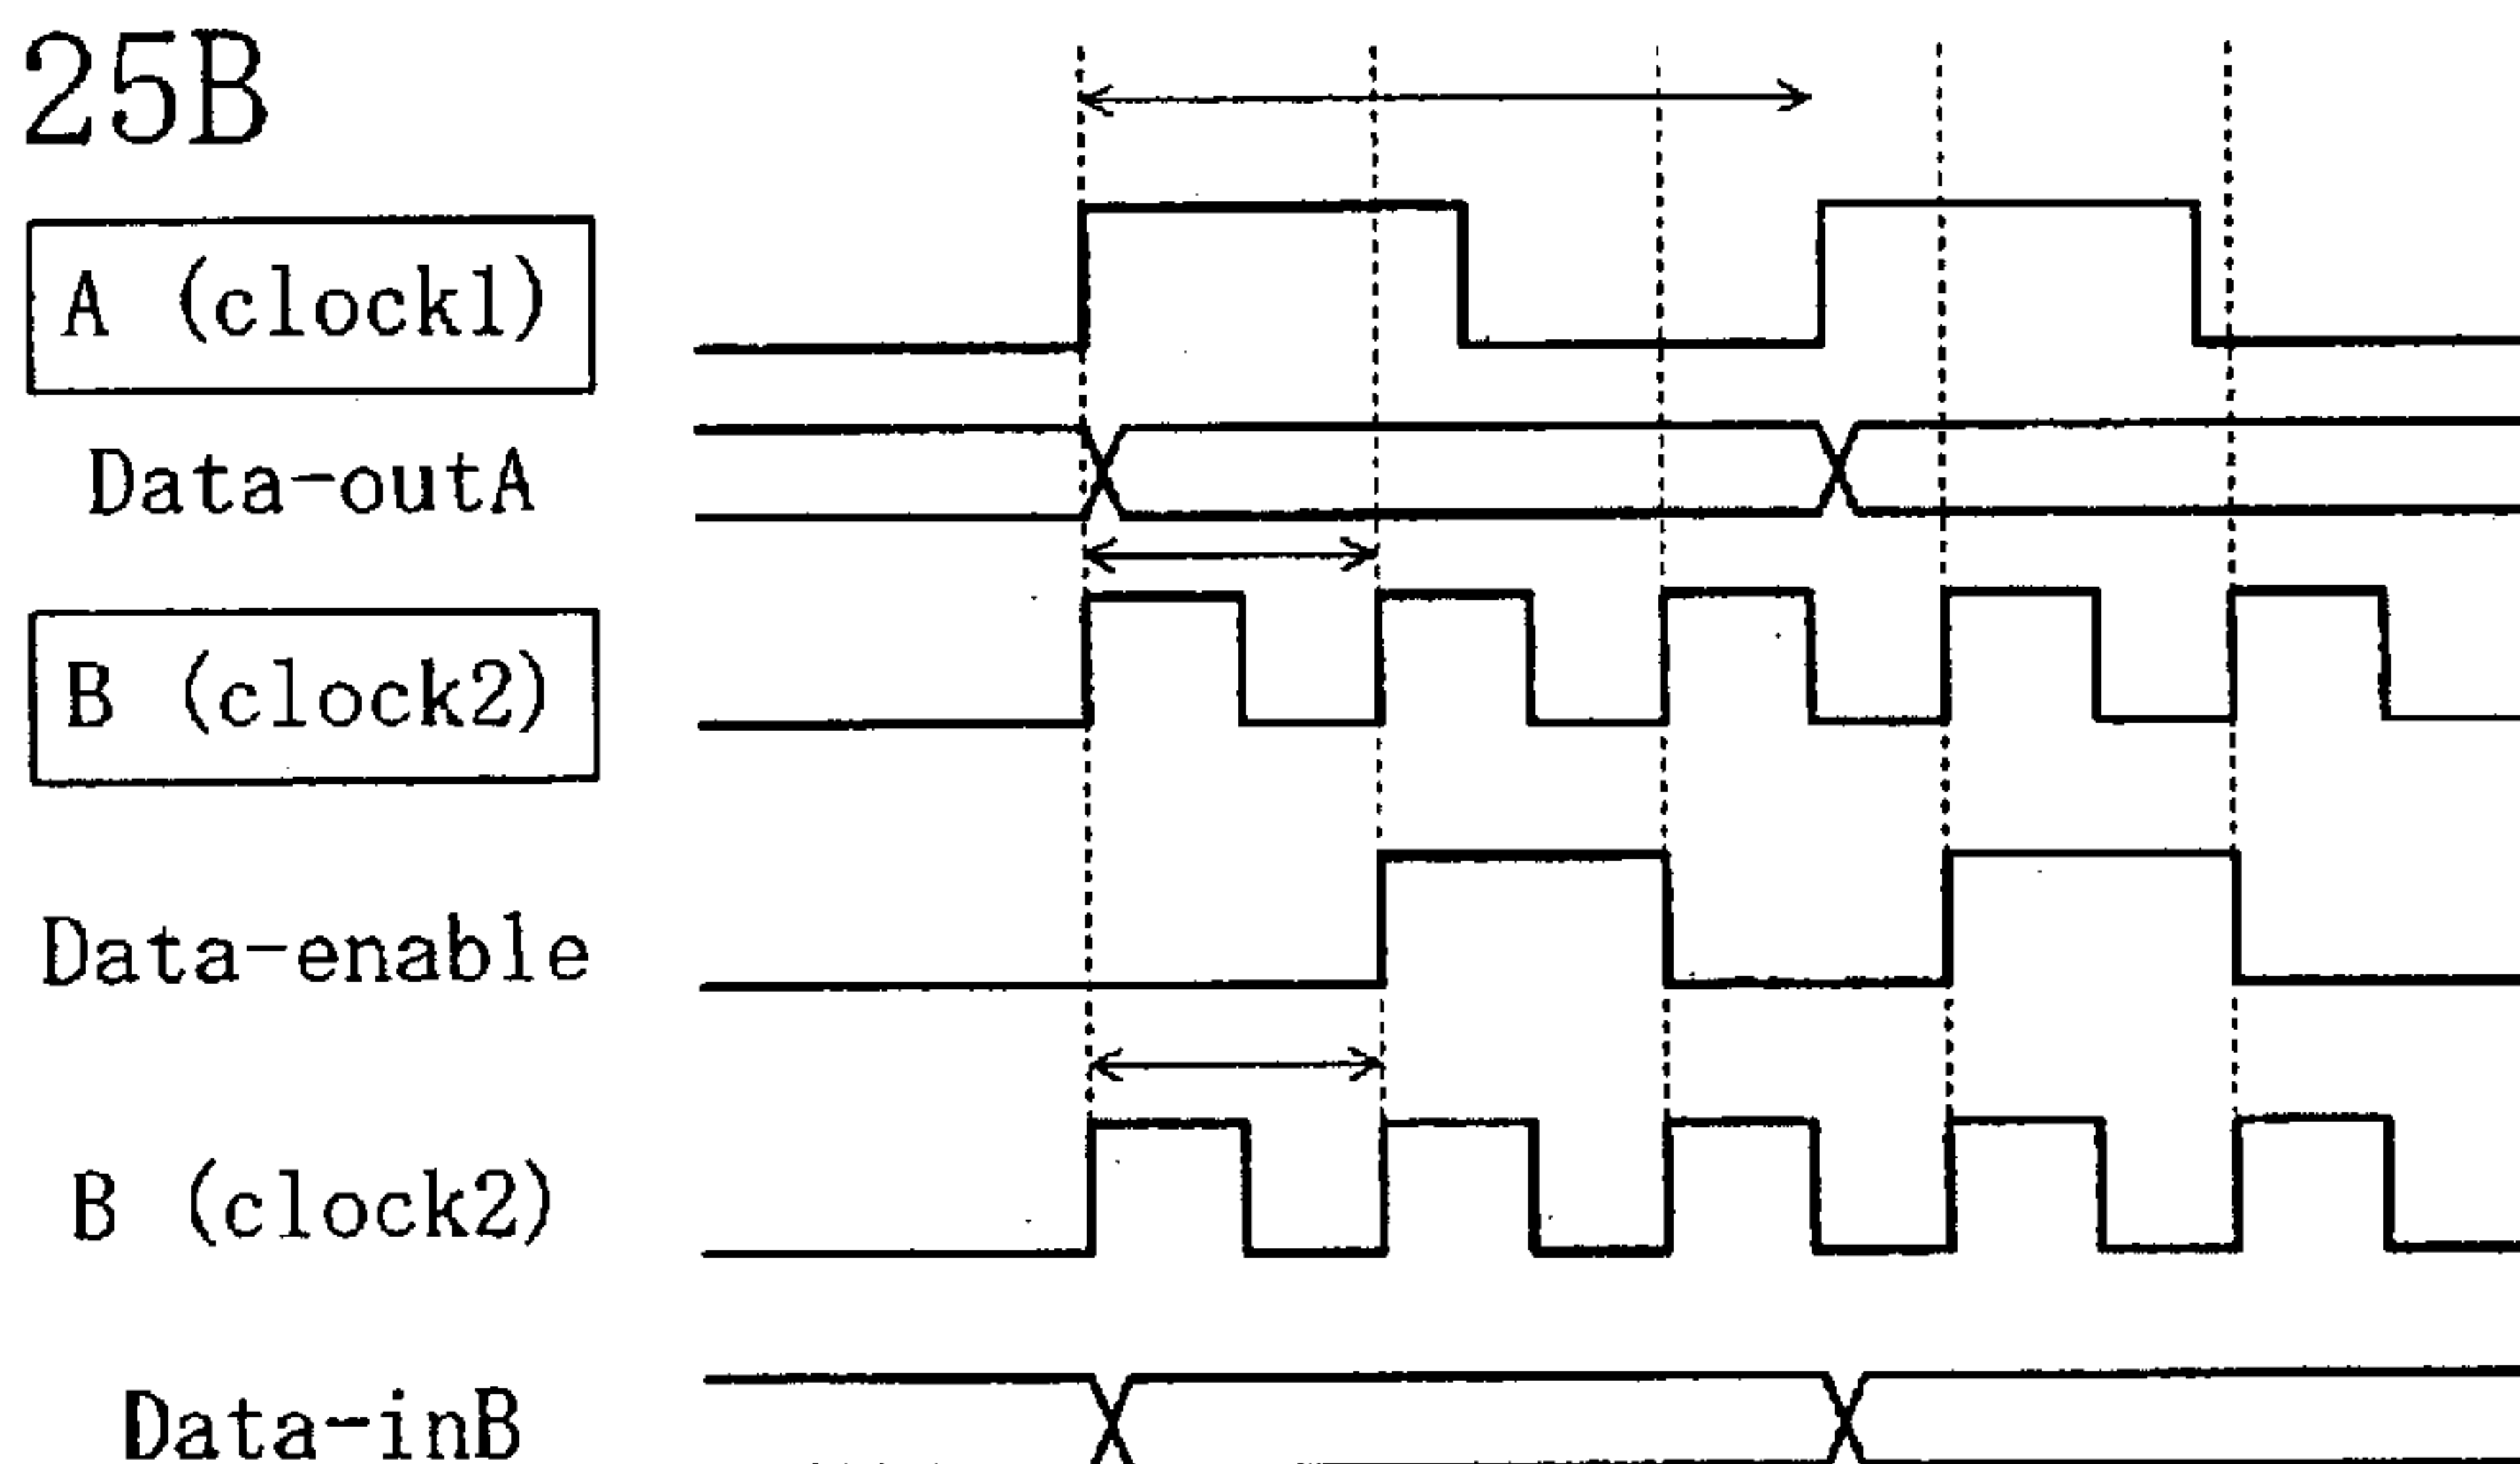 25B
A (clock1)
Data-outA
B (clock2)
Data-enable
B (clock2)
Data-inB